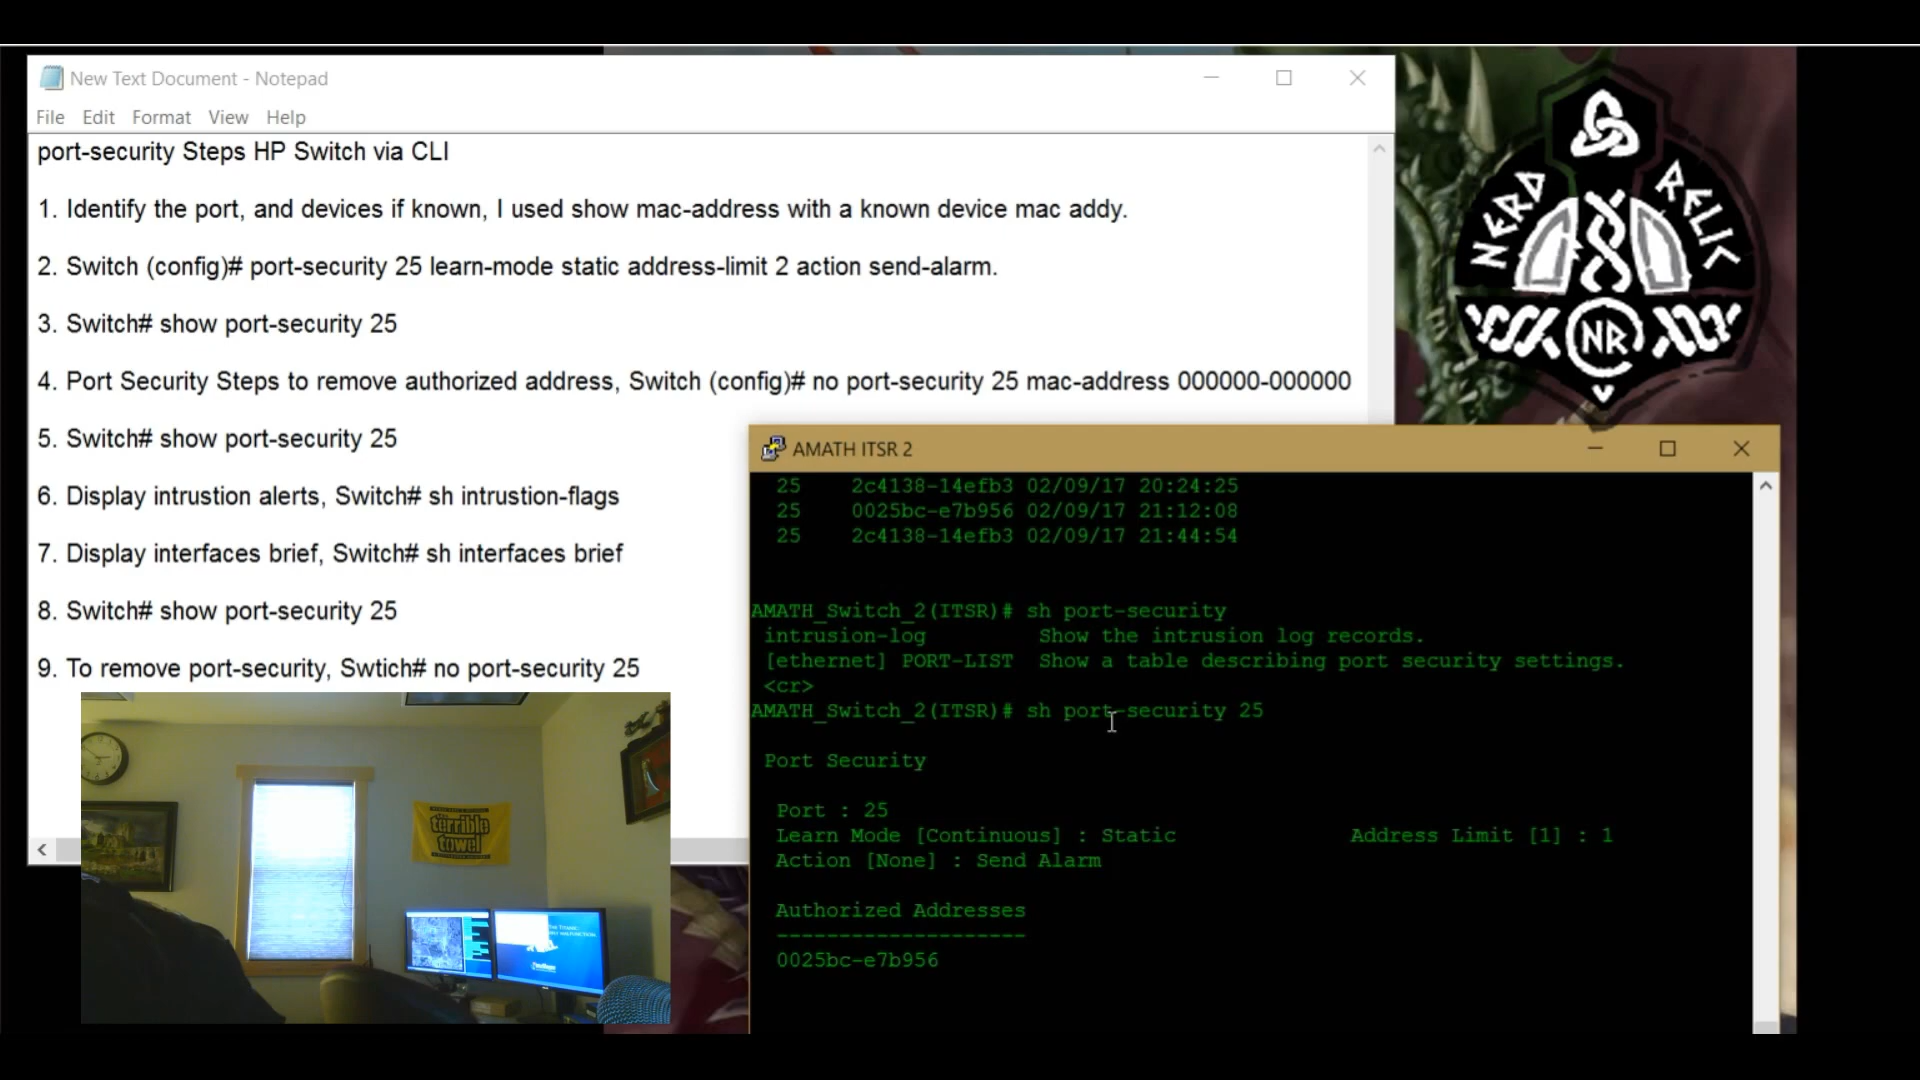 New Text Document - Notepad
File Edit Format View Help
port-security Steps HP Switch via CLI
1. Identify the port, and devices if known, I used show mac-address with a known device mac addy.
2. Switch (config)# port-security 25 learn-mode static address-limit 2 action send-alarm.
3. Switch# show port-security 25
4. Port Security Steps to remove authorized address, Switch (config)# no port-security 25 mac-address 000000-000000
5. Switch# show port-security 25
6. Display intrustion alerts, Switch# sh intrustion-flags
7. Display interfaces brief, Switch# sh interfaces brief
8. Switch# show port-security 25
9. To remove port-security, Swtich# no port-security 25
NERD RELIC
NR
AMATH ITSR 2
25 2c4138-14efb3 02/09/17 20:24:25
25 0025bc-e7b956 02/09/17 21:12:08
25 2c4138-14efb3 02/09/17 21:44:54
AMATH_Switch_2(ITSR)# sh port-security
intrusion-log Show the intrusion log records.
[ethernet] PORT-LIST Show a table describing port security settings.
<cr>
AMATH_Switch_2(ITSR)# sh port-security 25
Port Security
Port : 25
Learn Mode [Continuous] : Static Address Limit [1] : 1
Action [None] : Send Alarm
Authorized Addresses
--------------------
0025bc-e7b956
terrible
towel